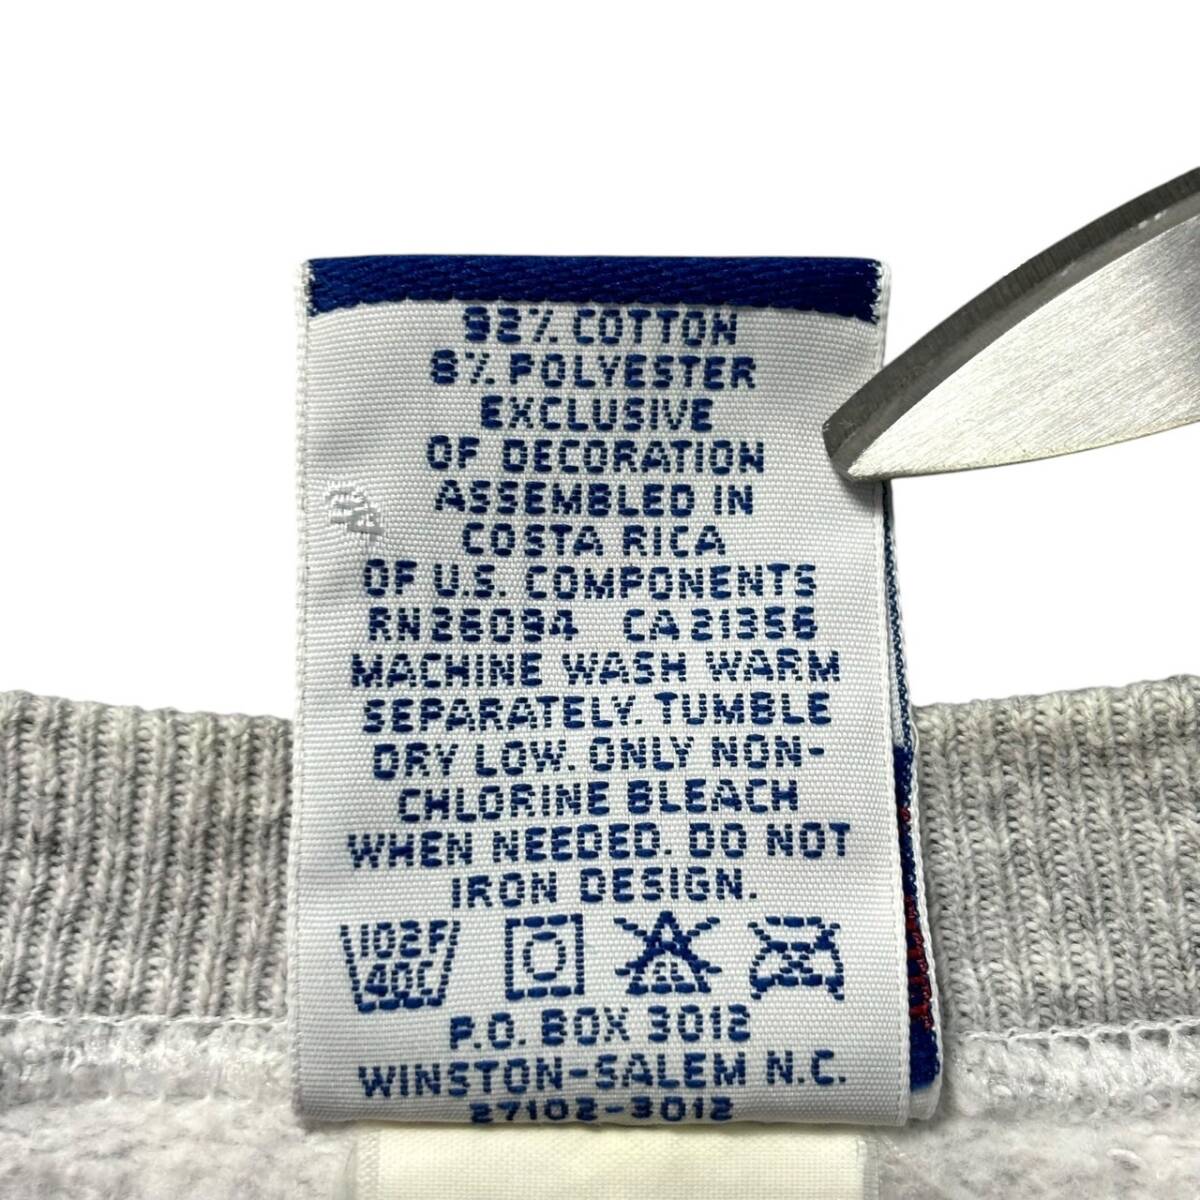 92% COTTON
8% POLYESTER
EXCLUSIVE
OF DECORATION
ASSEMBLED IN
COSTA RICA
OF U.S. COMPONENTS
RN26094 CA21356
MACHINE WASH WARM
SEPARATELY. TUMBLE
DRY LOW. ONLY NON-
CHLORINE BLEACH
WHEN NEEDED. DO NOT
IRON DESIGN.
102F
40C CL
P.O. BOX 3012
WINSTON-SALEM N.C.
27102-3012